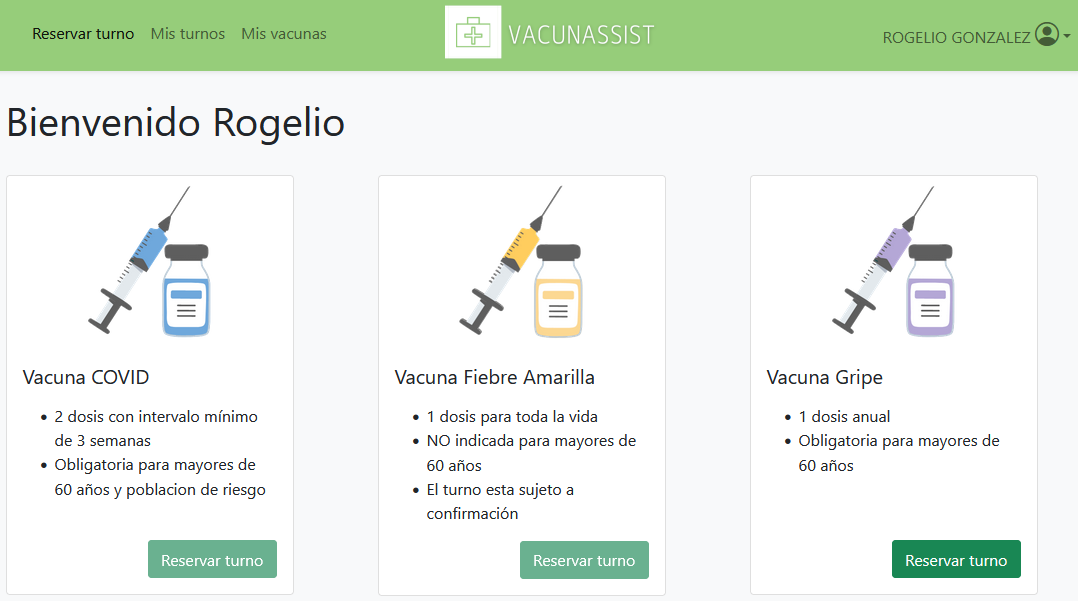 Reservar turno Mis turnos Mis vacunas
VACUNASSIST
ROGELIO GONZALEZ
Bienvenido Rogelio
Vacuna COVID
• 2 dosis con intervalo mínimo
de 3 semanas
• Obligatoria para mayores de
60 años y poblacion de riesgo
Reservar turno
Vacuna Fiebre Amarilla
• 1 dosis para toda la vida
• NO indicada para mayores de
60 años
• El turno esta sujeto a
confirmación
Reservar turno
Vacuna Gripe
• 1 dosis anual
• Obligatoria para mayores de
60 años
Reservar turno